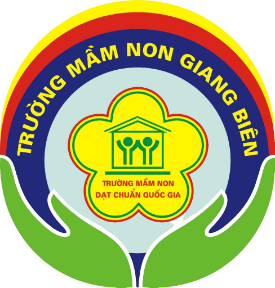 TRƯỜNG MẦM NON GIANG BIÊN
TRƯỜNG MẦM NON
ĐẠT CHUẨN QUỐC GIA